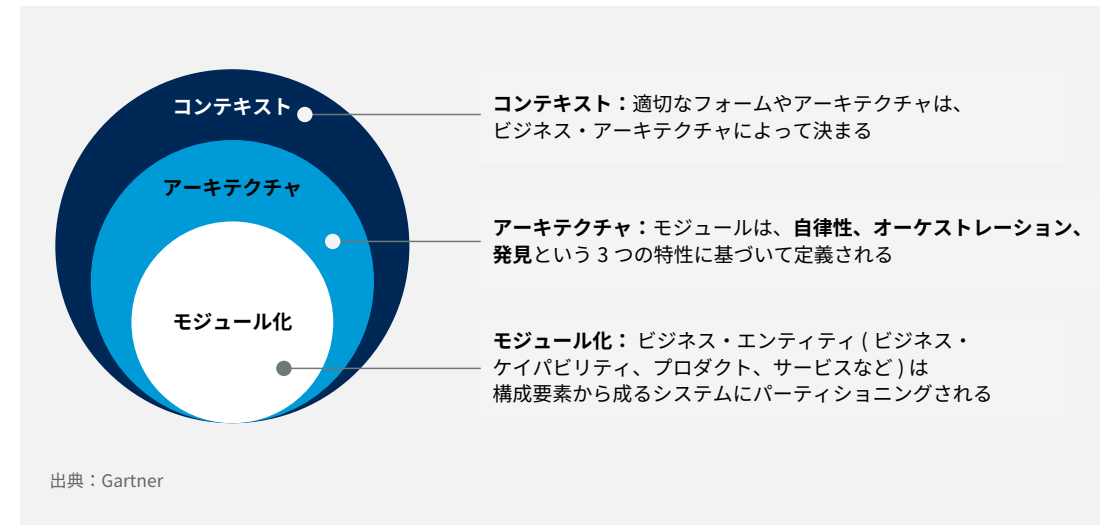 コンテキスト
コンテキスト：適切なフォームやアーキテクチャは、
ビジネス・アーキテクチャによって決まる
アーキテクチャ
アーキテクチャ：モジュールは、自律性、オーケストレーション、
発見という 3 つの特性に基づいて定義される
モジュール化
モジュール化： ビジネス・エンティティ ( ビジネス・
ケイパビリティ、プロダクト、サービスなど ) は
構成要素から成るシステムにパーティショニングされる
出典：Gartner